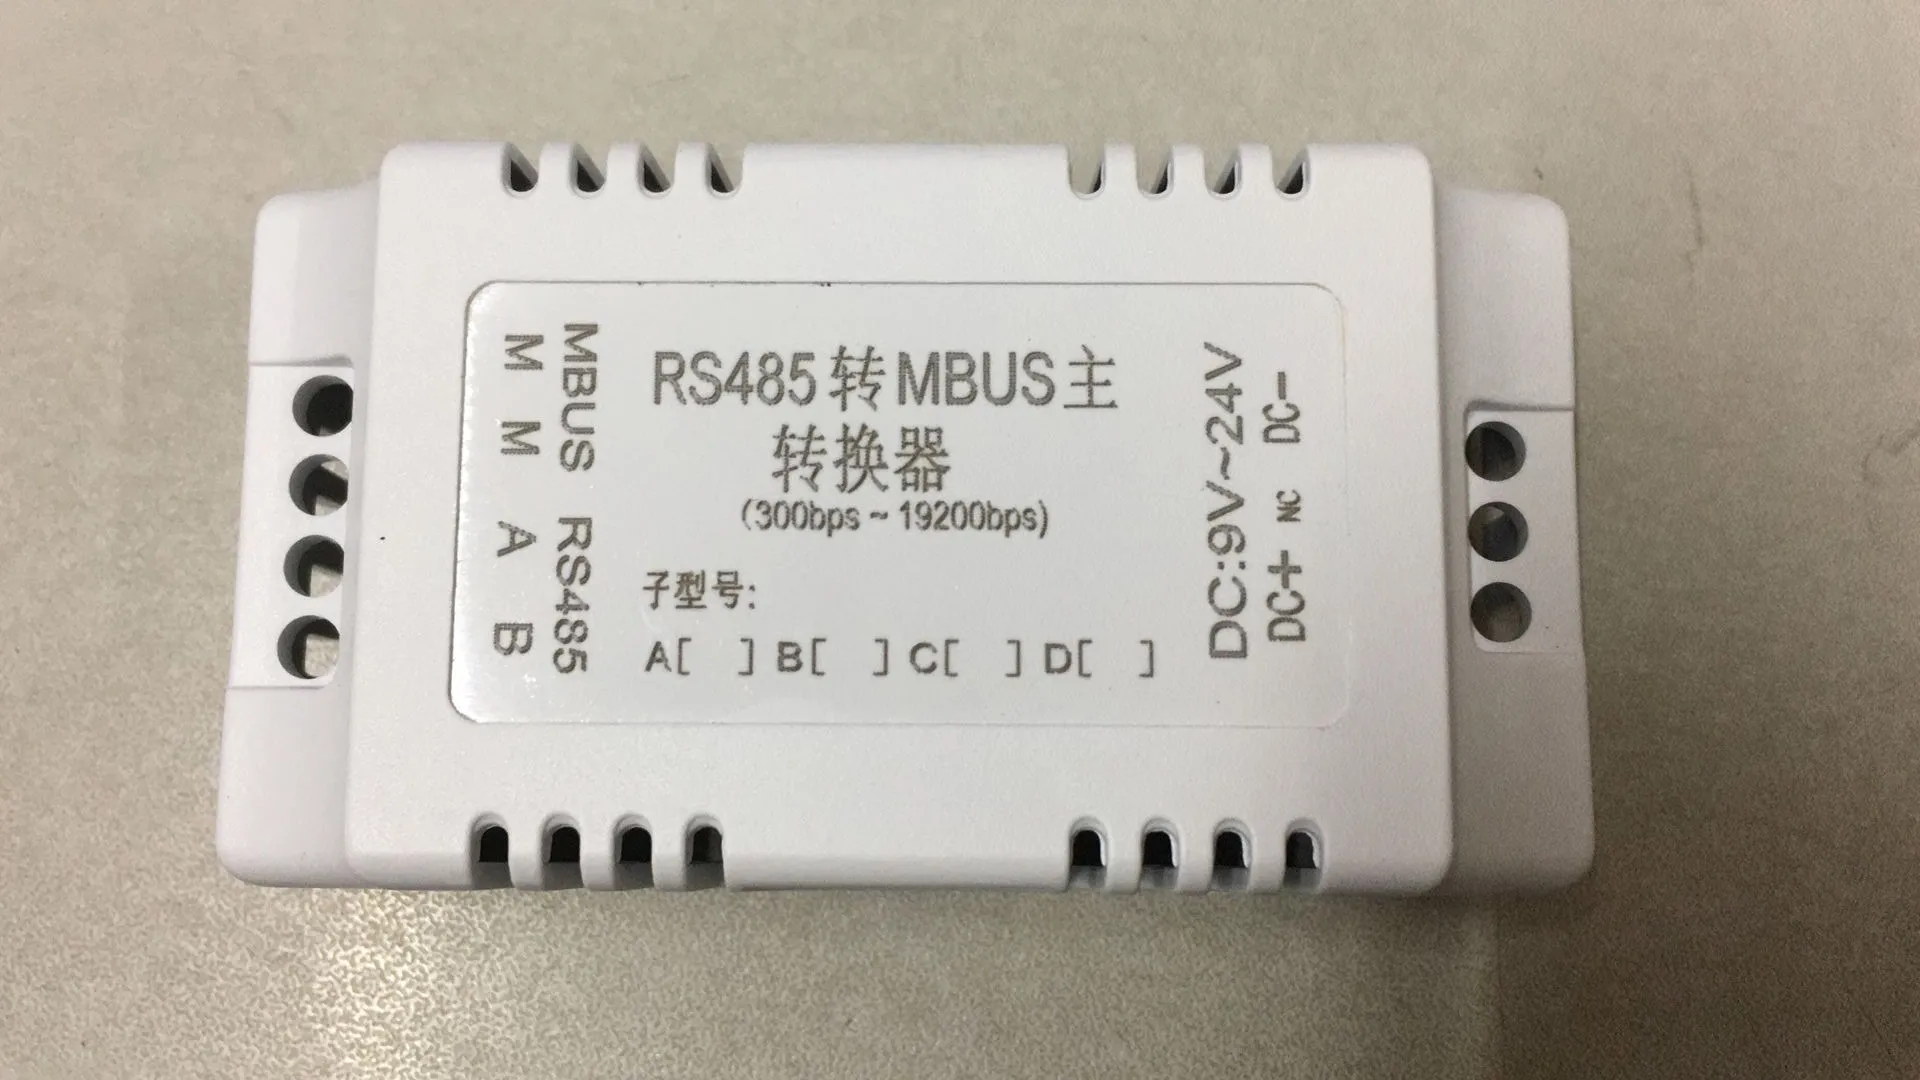 MBUS RS485
M M A B
RS485转MBUS主
转换器
(300bps~19200bps)
子型号:
A[ ] B[ ] C[ ] D[ ]
DC:9V~24V
DC+ NC DC-